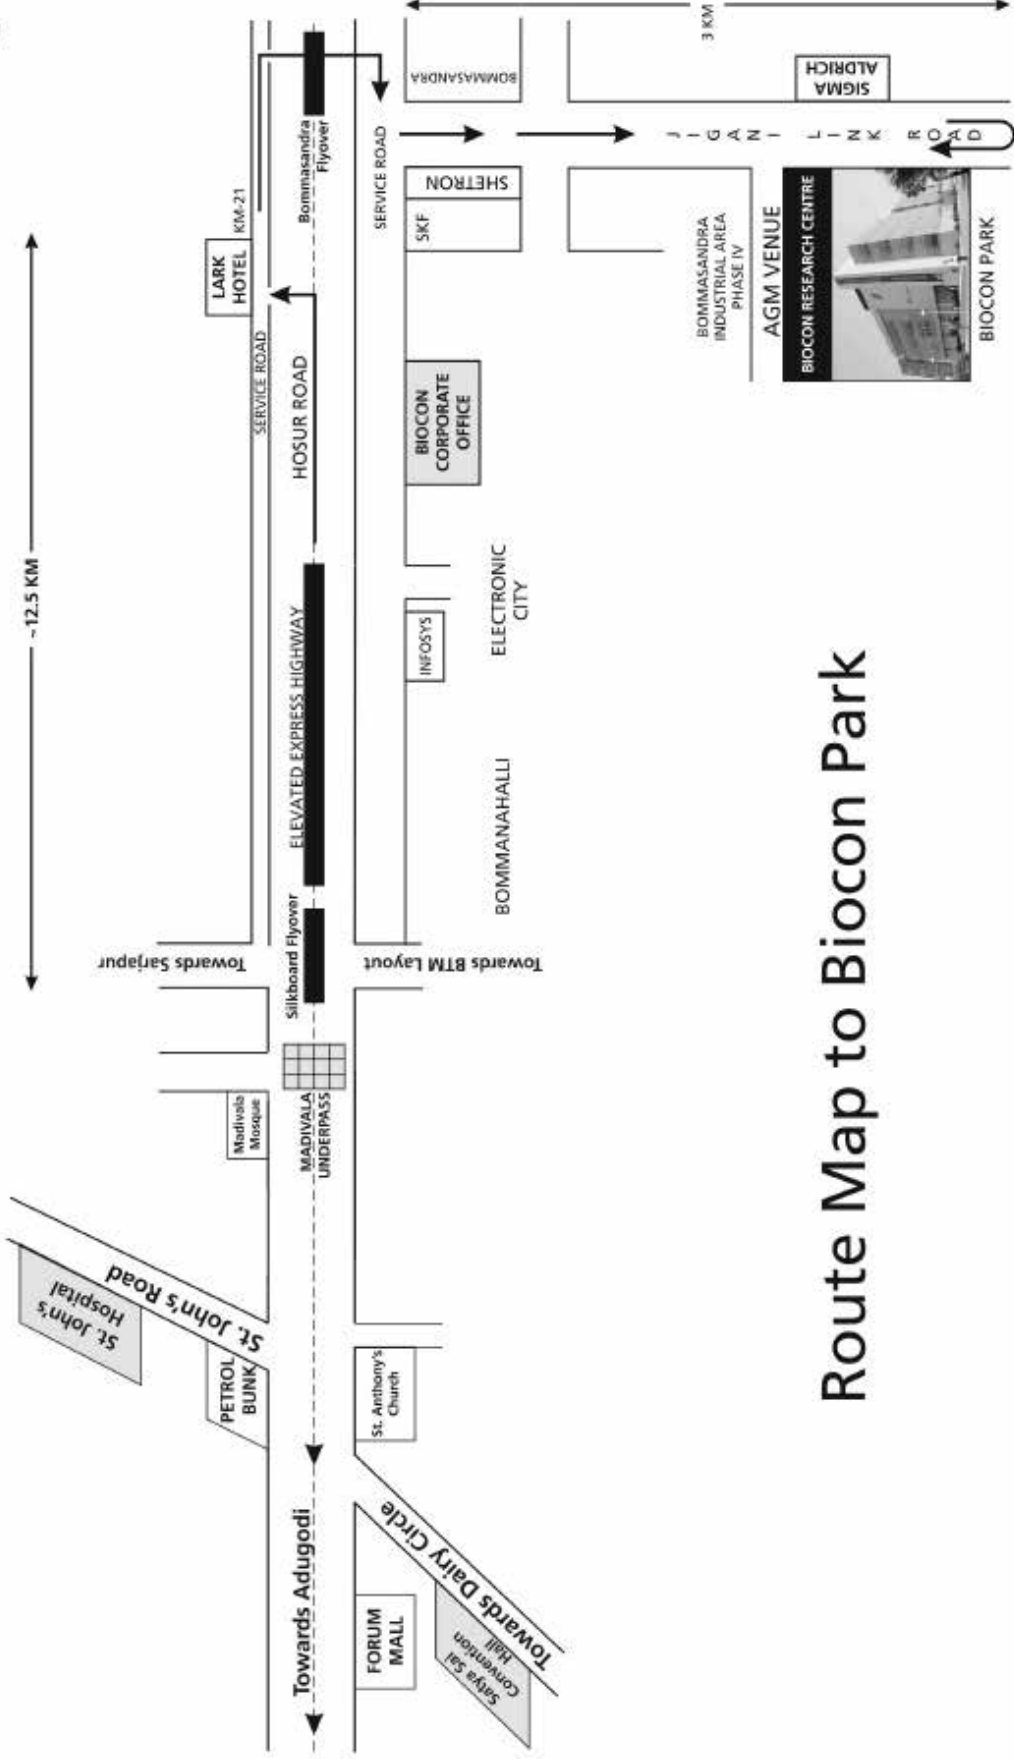 ~12.5 KM
St. John's
Hospital
St. John's Road
PETROL
BUNK
Madivala
Mosque
Towards Sarjapur
LARK
HOTEL
KM-21
SERVICE ROAD
Towards Adugodi
MADIVALA
UNDERPASS
Silkboard Flyover
ELEVATED EXPRESS HIGHWAY
HOSUR ROAD
Bommasandra
Flyover
SERVICE ROAD
FORUM
MALL
Satya Sai
Convention
Hall
Towards Dairy Circle
St. Anthony's
Church
Towards BTM Layout
BOMMANAHALLI
INFOSYS
ELECTRONIC
CITY
BIOCON
CORPORATE
OFFICE
SKF
SHETRON
BOMMASANDRA
3 KM
JIGANI LINK ROAD
SIGMA
ALDRICH
BOMMASANDRA
INDUSTRIAL AREA
PHASE IV
AGM VENUE
BIOCON RESEARCH CENTRE
BIOCON PARK
Route Map to Biocon Park